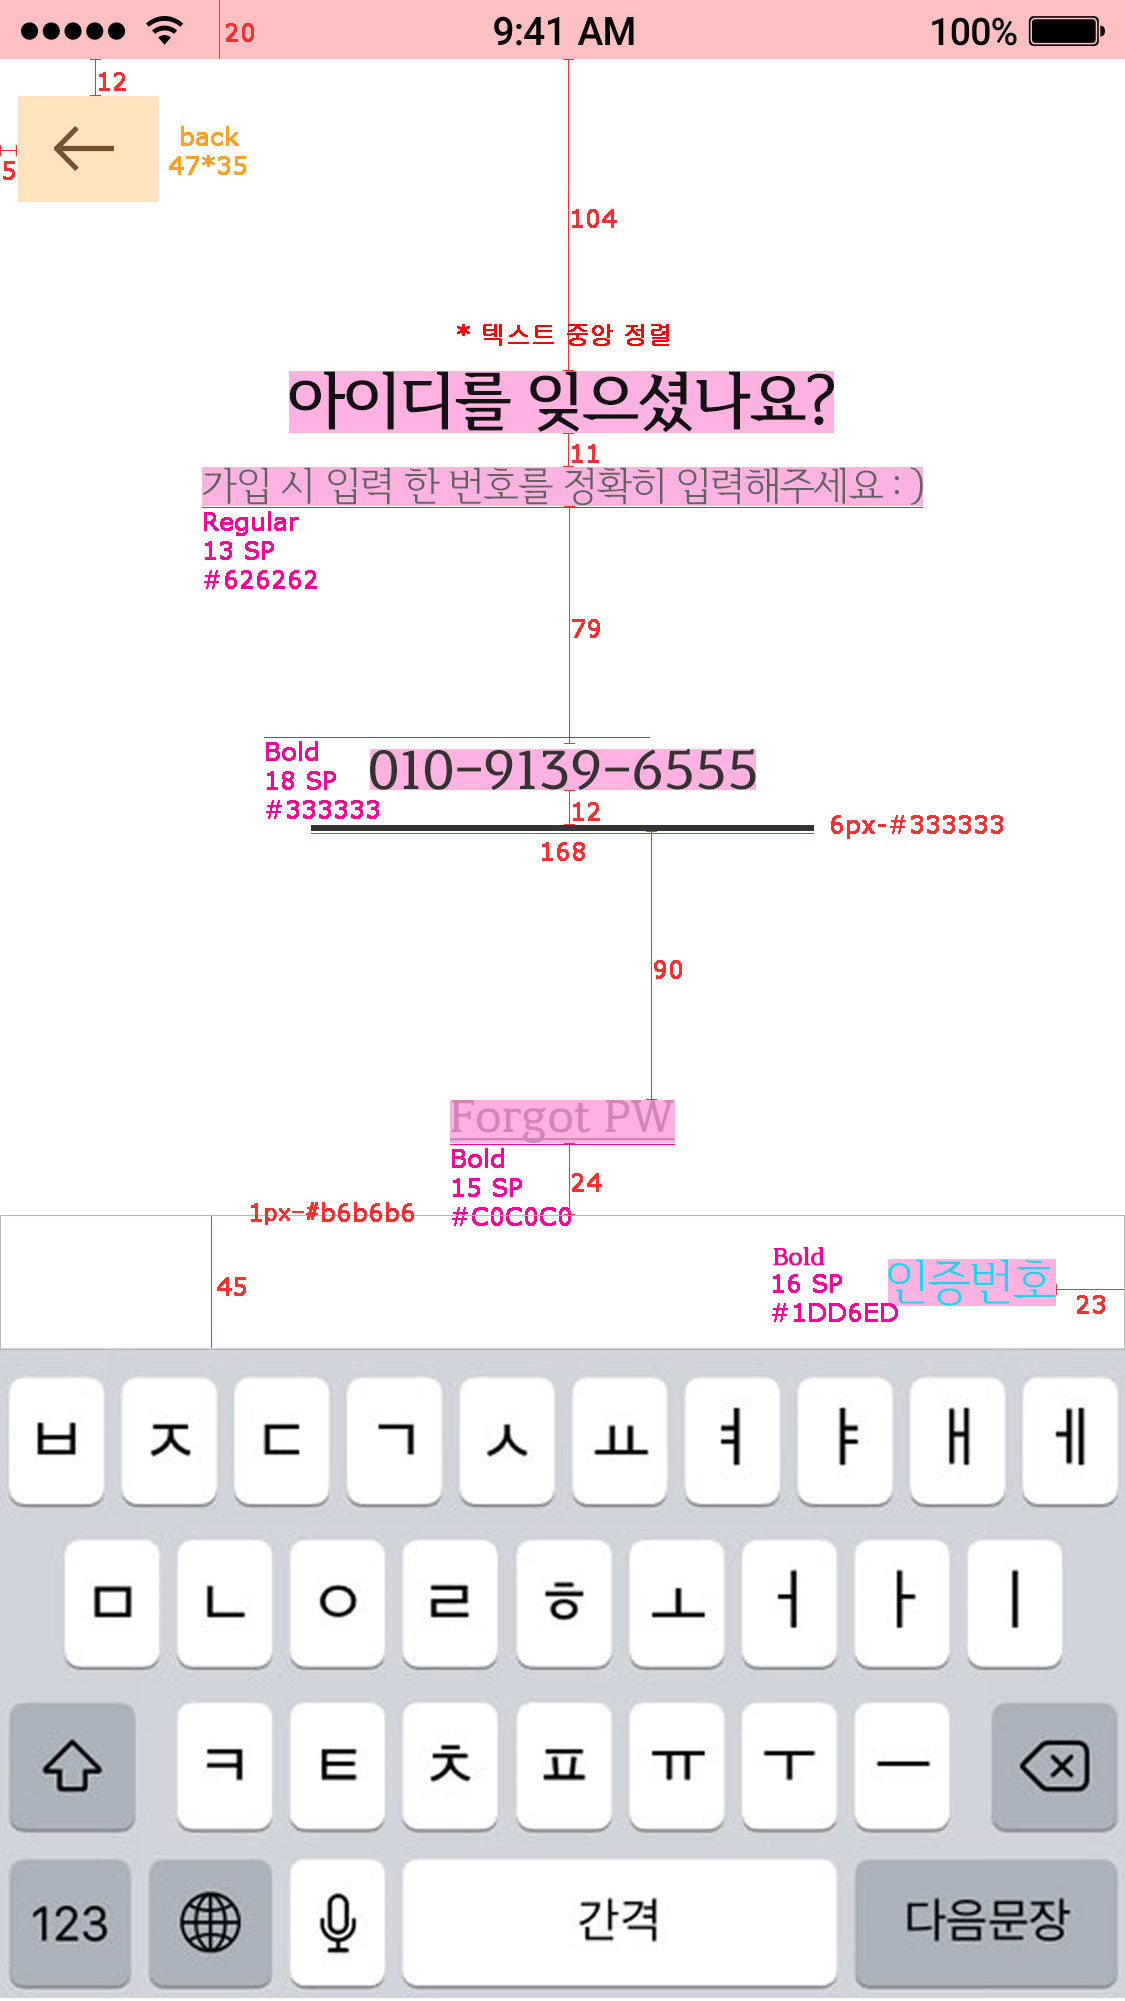 20
9:41 AM
100%
12
back
47*35
5
104
* 텍스트 중앙 정렬
아이디를 잊으셨나요?
11
가입 시 입력 한 번호를 정확히 입력해주세요 : )
Regular
13 SP
#626262
79
Bold
18 SP
#333333
010-9139-6555
12
6px-#333333
168
90
Forgot PW
Bold
15 SP
#C0C0C0
24
1px-#b6b6b6
45
Bold
16 SP
#1DD6ED
인증번호
23
ㅂ ㅈ ㄷ ㄱ ㅅ ㅛ ㅕ ㅑ ㅐ ㅔ
ㅁ ㄴ ㅇ ㄹ ㅎ ㅗ ㅓ ㅏ ㅣ
ㅋ ㅌ ㅊ ㅍ ㅠ ㅜ ㅡ
123 간격 다음문장